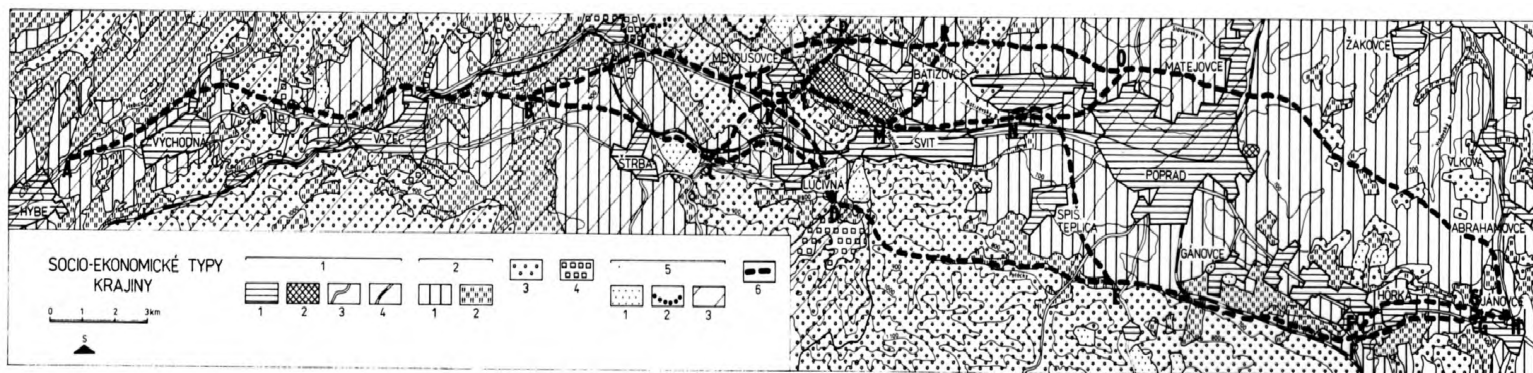 ŽAKOVCE
MENGUŠOVCE
BATIZOVCE
MATEJOVCE
VÝCHODNÁ
VAŽEC
ŠTRBA
SVIT
LUČIVNÁ
POPRAD
VLKOVÁ
HYBE
SPIŠ.
TEPLICA
GÁNOVCE
ABRAHAMOVCE
HÔRKA
JÁNOVCE
A
B
K
M
N
O
R
D
E
H
SOCIO-EKONOMICKÉ TYPY
KRAJINY
0 1 2 3km
S
1 2 5
1 2 3 4 1 2 3 4 1 2 3 6